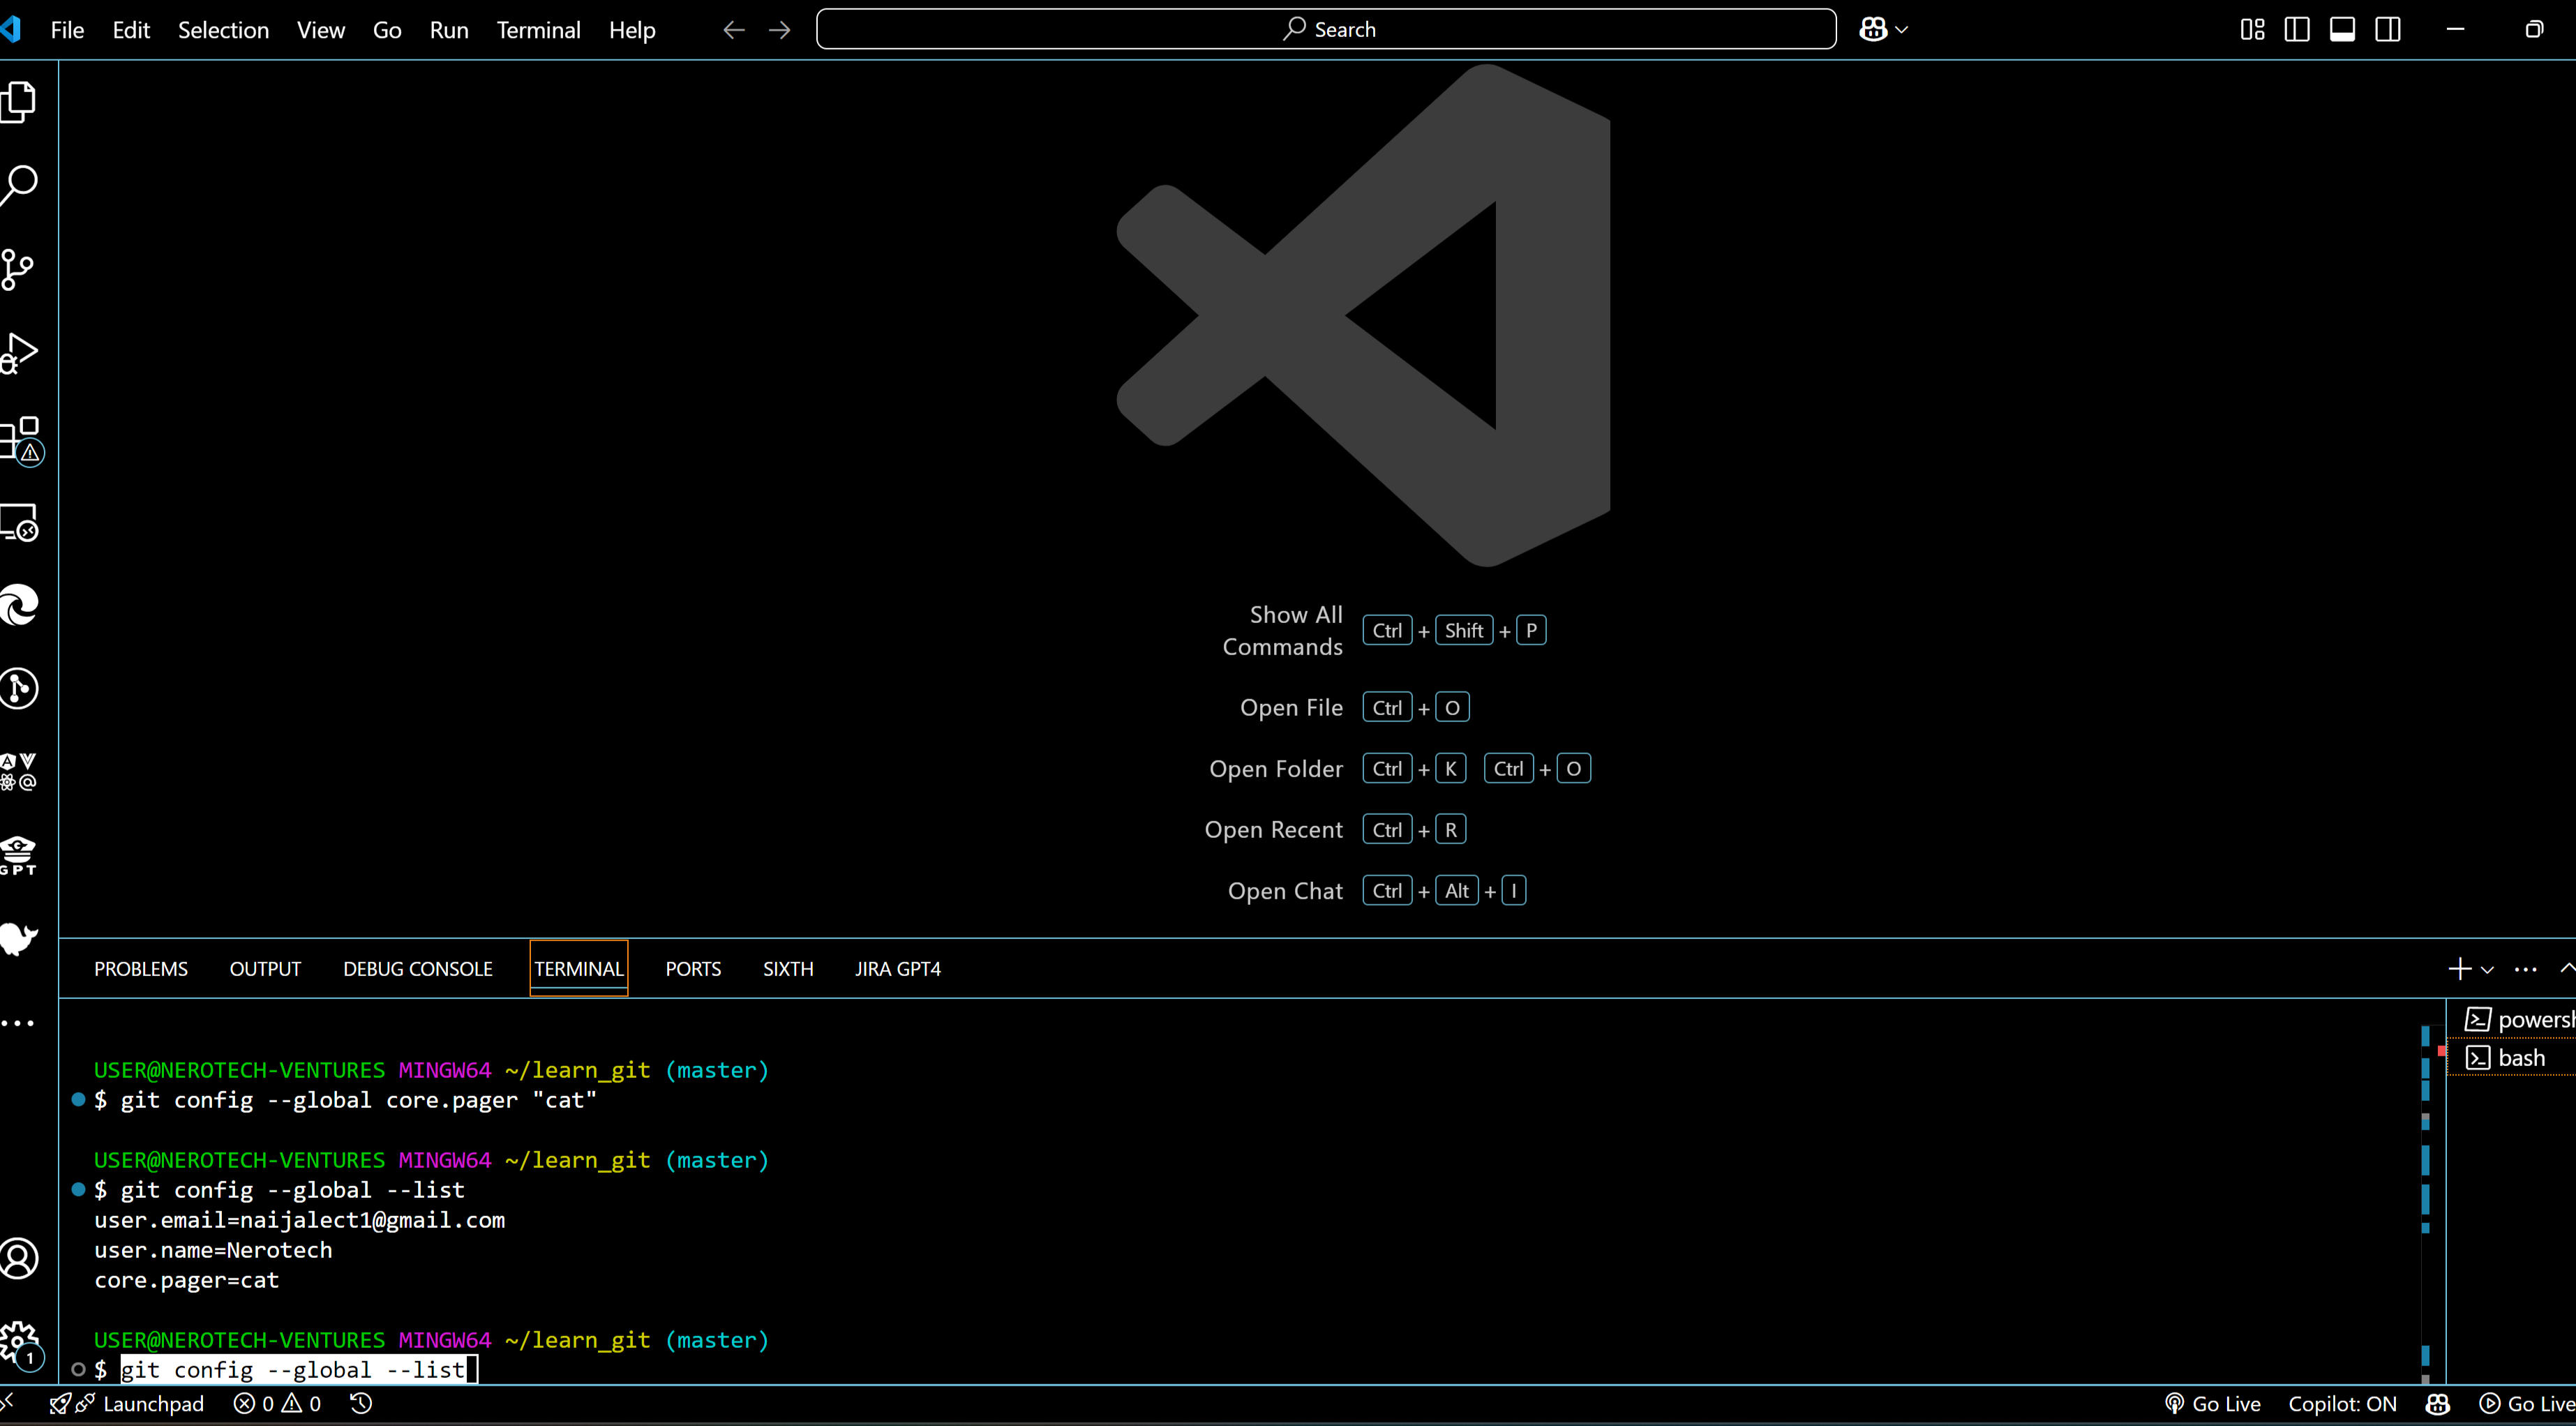 File Edit Selection View Go Run Terminal Help Search
Show All Commands Ctrl + Shift + P
Open File Ctrl + O
Open Folder Ctrl + K Ctrl + O
Open Recent Ctrl + R
Open Chat Ctrl + Alt + I
GPT
PROBLEMS OUTPUT DEBUG CONSOLE TERMINAL PORTS SIXTH JIRA GPT4
powersh
bash
USER@NEROTECH-VENTURES MINGW64 ~/learn_git (master)
$ git config --global core.pager "cat"
USER@NEROTECH-VENTURES MINGW64 ~/learn_git (master)
$ git config --global --list
user.email=naijalect1@gmail.com
user.name=Nerotech
core.pager=cat
USER@NEROTECH-VENTURES MINGW64 ~/learn_git (master)
$ git config --global --list
1
Launchpad 0 0 Go Live Copilot: ON Go Live